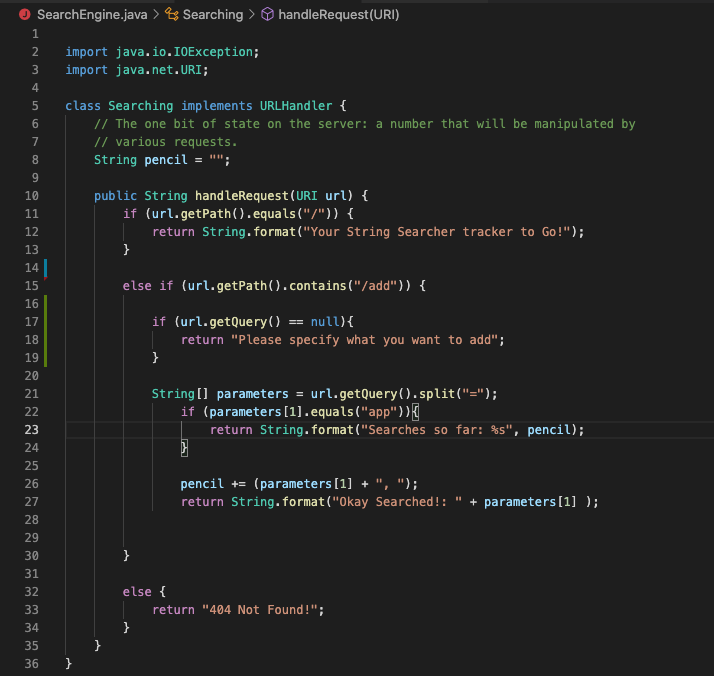 SearchEngine.java > Searching > handleRequest(URI)
1
2 import java.io.IOException;
3 import java.net.URI;
4
5 class Searching implements URLHandler {
6 // The one bit of state on the server: a number that will be manipulated by
7 // various requests.
8 String pencil = "";
9
10 public String handleRequest(URI url) {
11 if (url.getPath().equals("/")) {
12 return String.format("Your String Searcher tracker to Go!");
13 }
14
15 else if (url.getPath().contains("/add")) {
16
17 if (url.getQuery() == null){
18 return "Please specify what you want to add";
19 }
20
21 String[] parameters = url.getQuery().split("=");
22 if (parameters[1].equals("app")){
23 return String.format("Searches so far: %s", pencil);
24 }
25
26 pencil += (parameters[1] + ", ");
27 return String.format("Okay Searched!: " + parameters[1] );
28
29
30 }
31
32 else {
33 return "404 Not Found!";
34 }
35 }
36 }